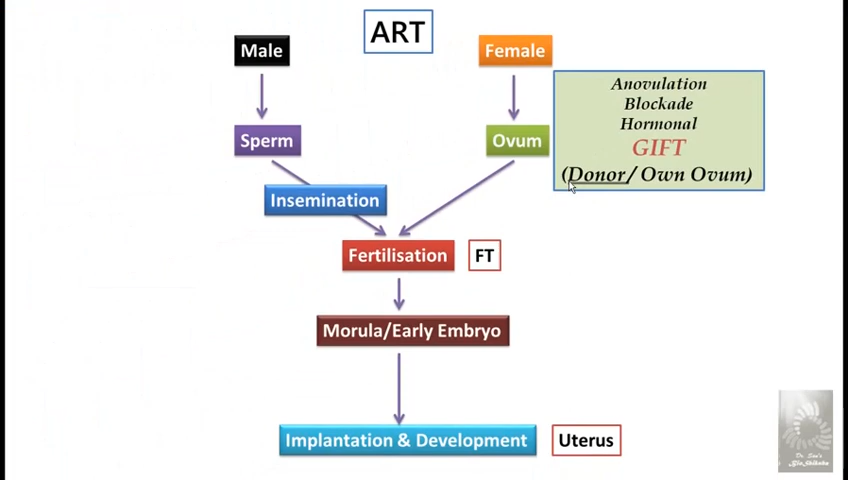 ART
Male
Female
Anovulation
Blockade
Hormonal
GIFT
(Donor/ Own Ovum)
Sperm
Ovum
Insemination
Fertilisation
FT
Morula/Early Embryo
Implantation & Development
Uterus